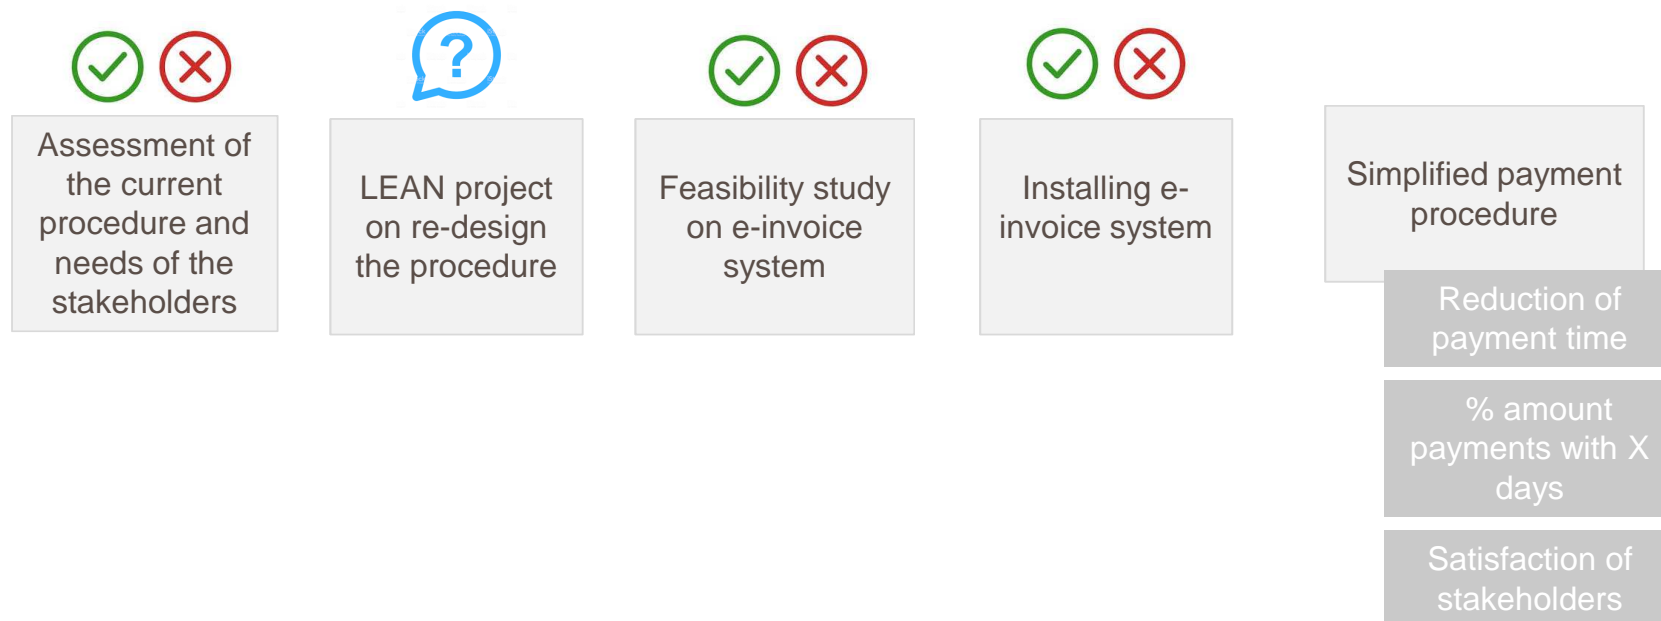 ?
Assessment of
the current
procedure and
needs of the
stakeholders
LEAN project
on re-design
the procedure
Feasibility study
on e-invoice
system
Installing e-
invoice system
Simplified payment
procedure
Reduction of
payment time
% amount
payments with X
days
Satisfaction of
stakeholders